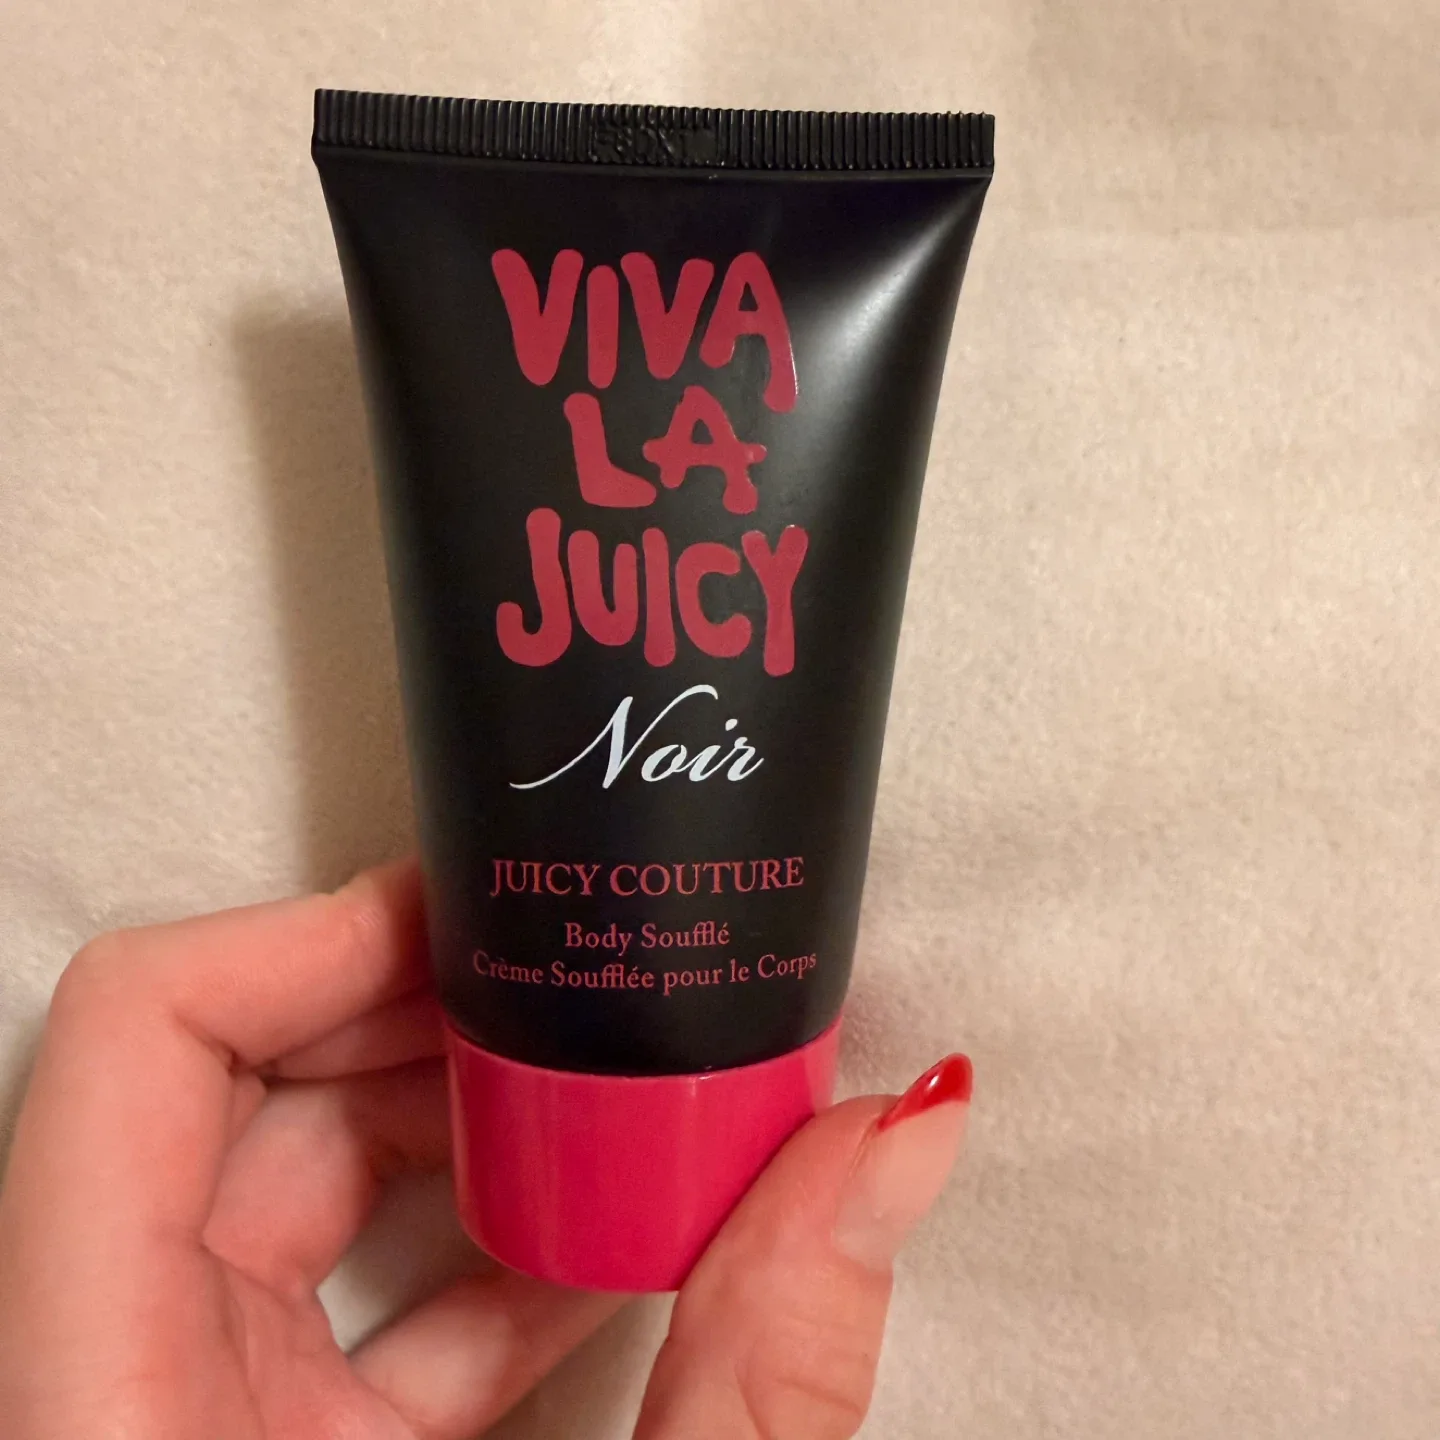 VIVA
LA
JUICY
Noir
JUICY COUTURE
Body Soufflé
Crème Soufflée pour le Corps